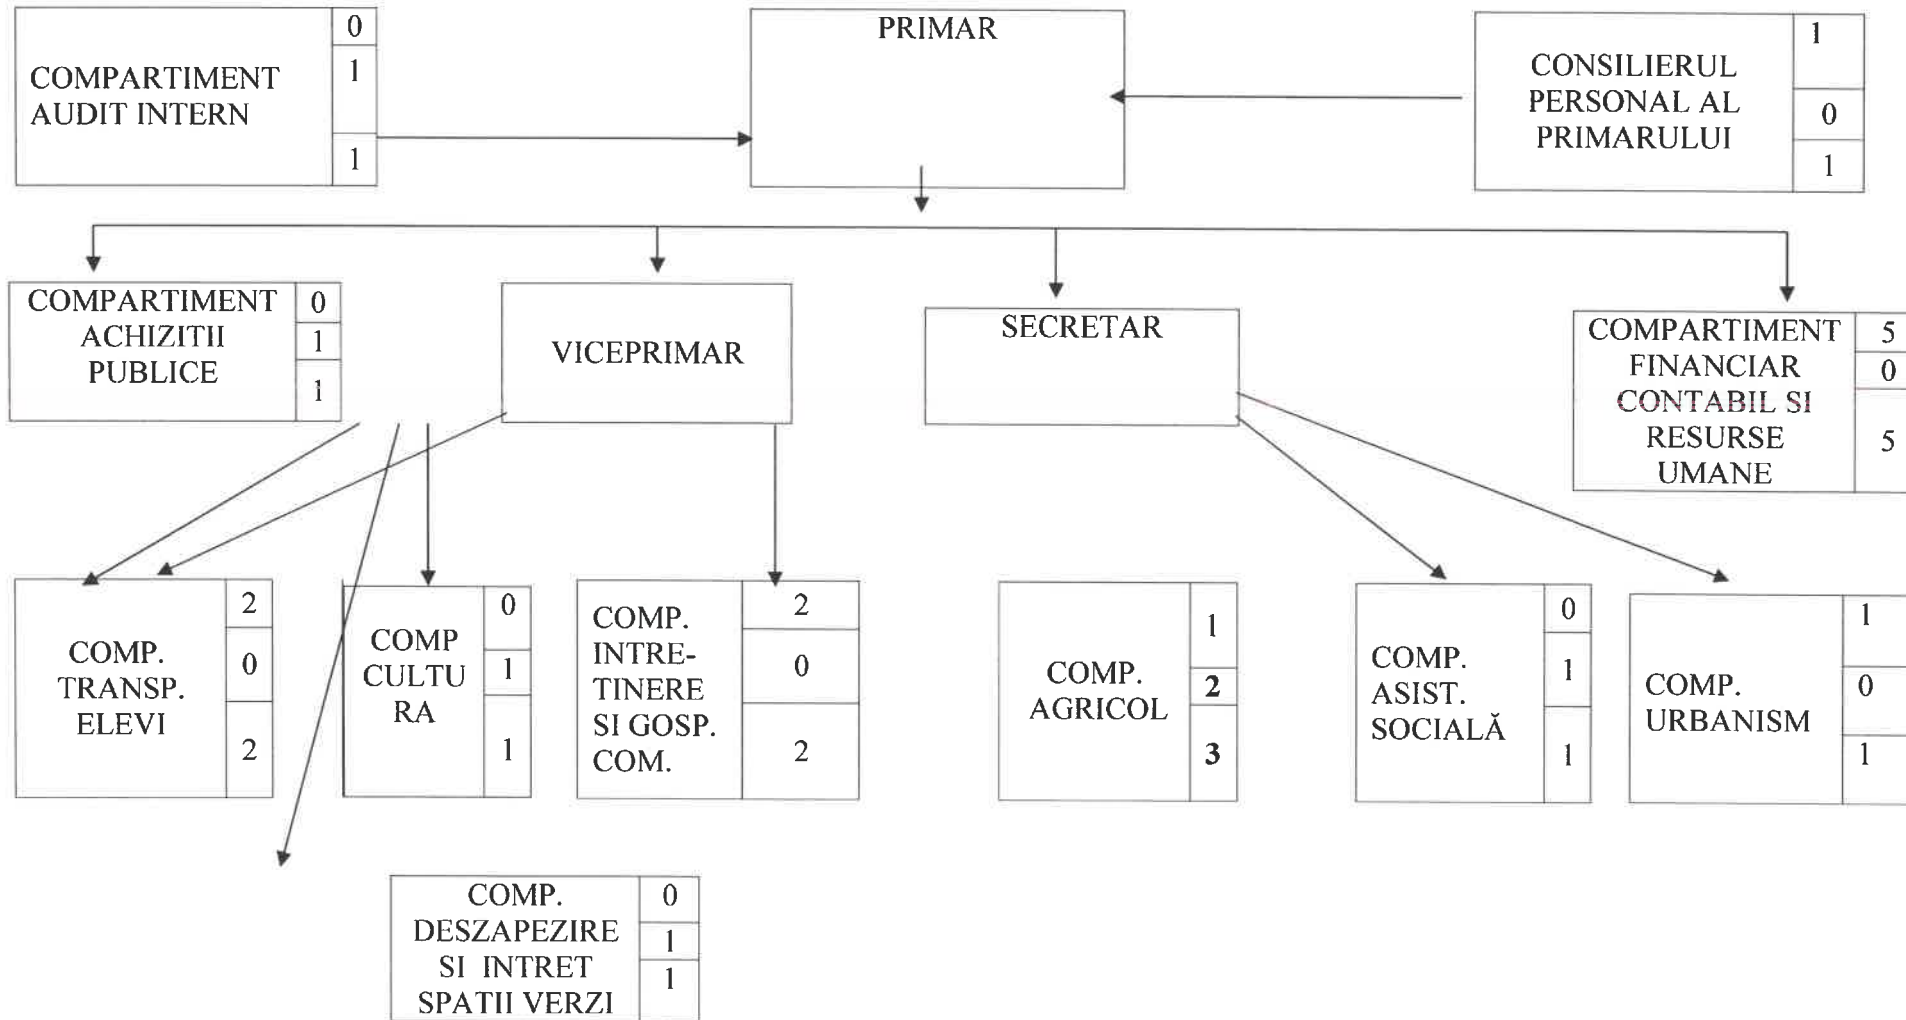 COMPARTIMENT
AUDIT INTERN
0
1
1
PRIMAR
CONSILIERUL
PERSONAL AL
PRIMARULUI
1
0
1
COMPARTIMENT
ACHIZITII
PUBLICE
0
1
1
VICEPRIMAR
SECRETAR
COMPARTIMENT
FINANCIAR
CONTABIL SI
RESURSE
UMANE
5
0
5
COMP.
TRANSP.
ELEVI
2
0
2
COMP
CULTU
RA
0
1
1
COMP.
INTRE-
TINERE
SI GOSP.
COM.
2
0
2
COMP.
AGRICOL
1
2
3
COMP.
ASIST.
SOCIALĂ
0
1
1
COMP.
URBANISM
1
0
1
COMP.
DESZAPEZIRE
SI INTRET
SPATII VERZI
0
1
1